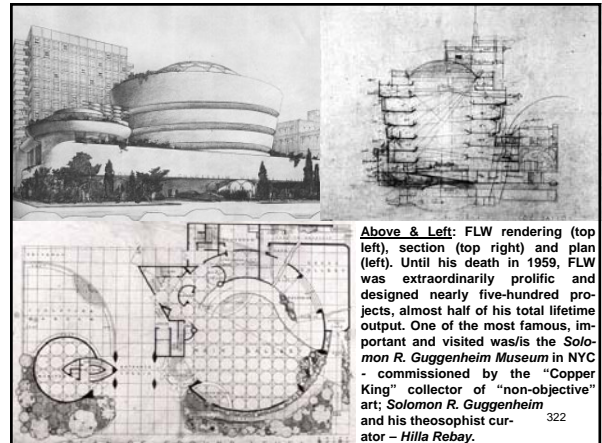 Above & Left: FLW rendering (top
left), section (top right) and plan
(left). Until his death in 1959, FLW
was extraordinarily prolific and
designed nearly five-hundred pro-
jects, almost half of his total lifetime
output. One of the most famous, im-
portant and visited was/is the Solo-
mon R. Guggenheim Museum in NYC
- commissioned by the “Copper
King” collector of “non-objective”
art; Solomon R. Guggenheim
and his theosophist cur-
ator – Hilla Rebay.
322